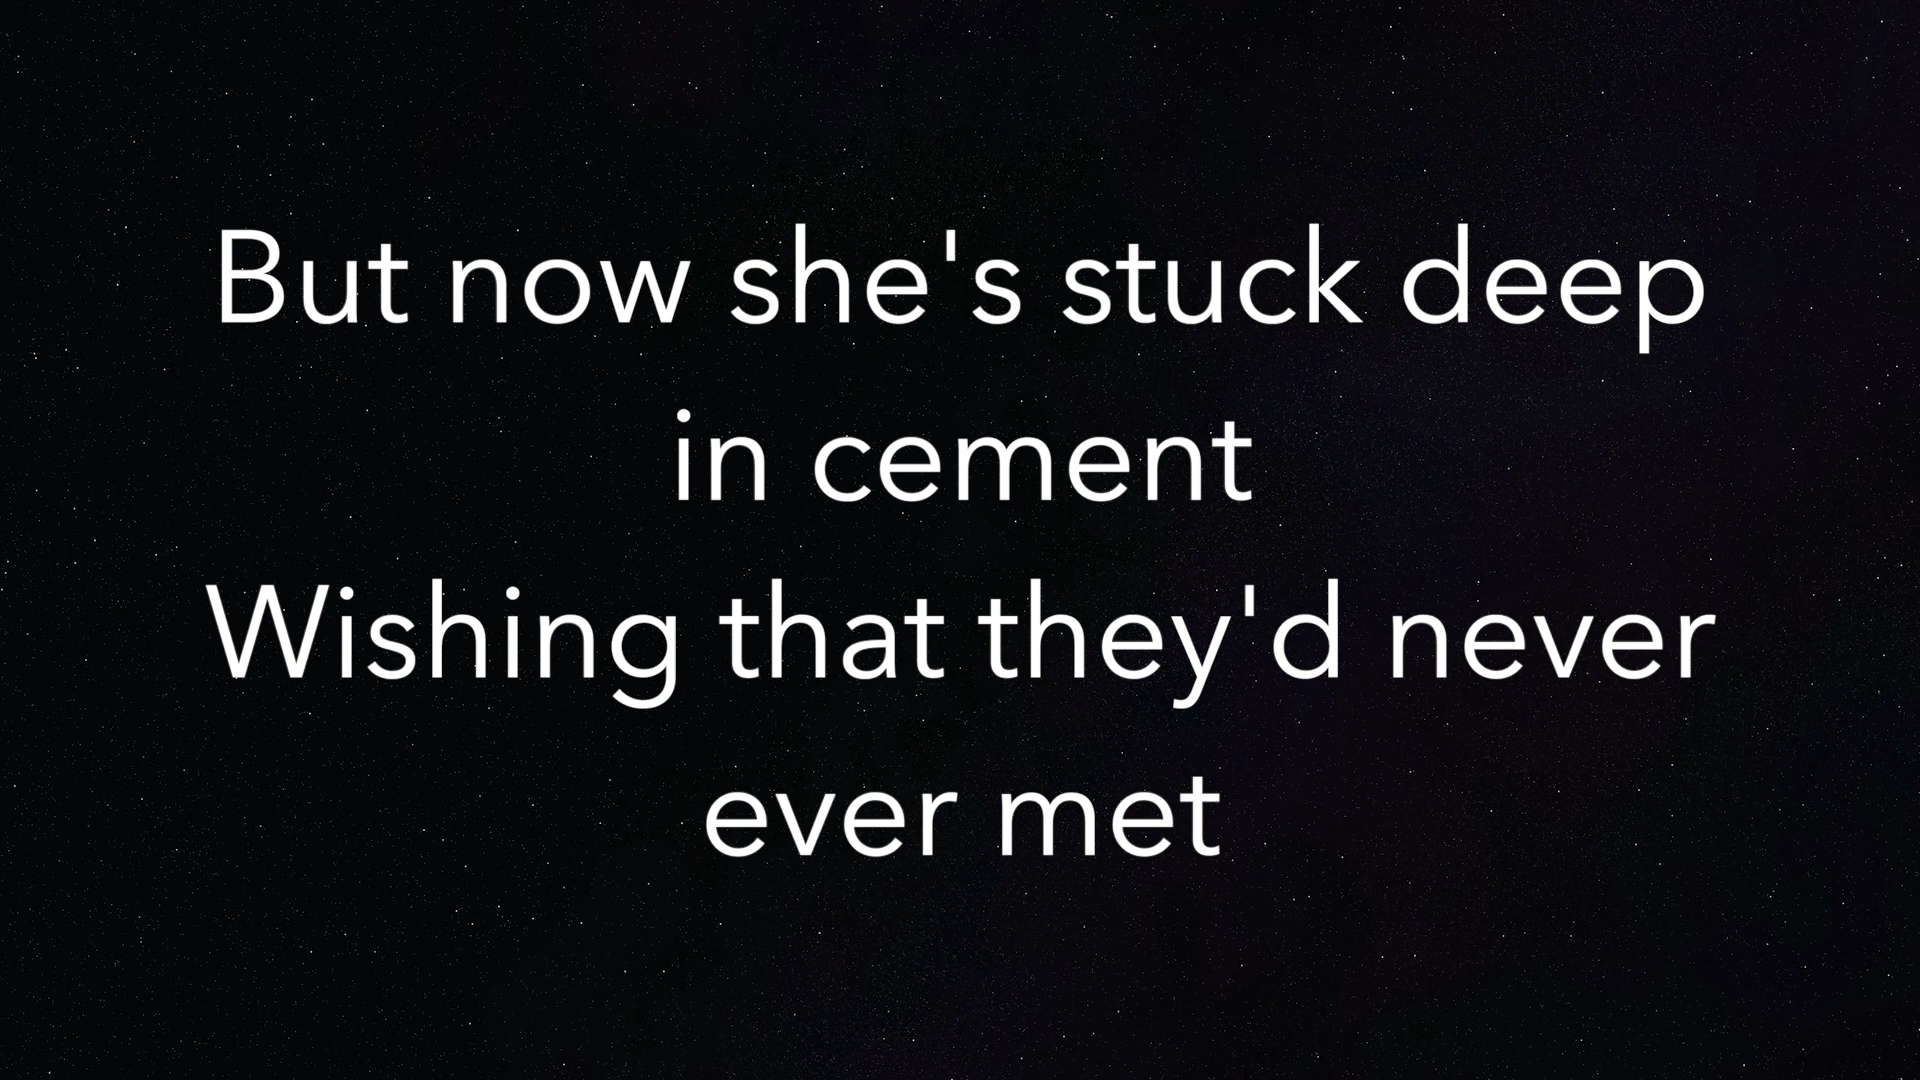 But now she's stuck deep
in cement
Wishing that they'd never
ever met